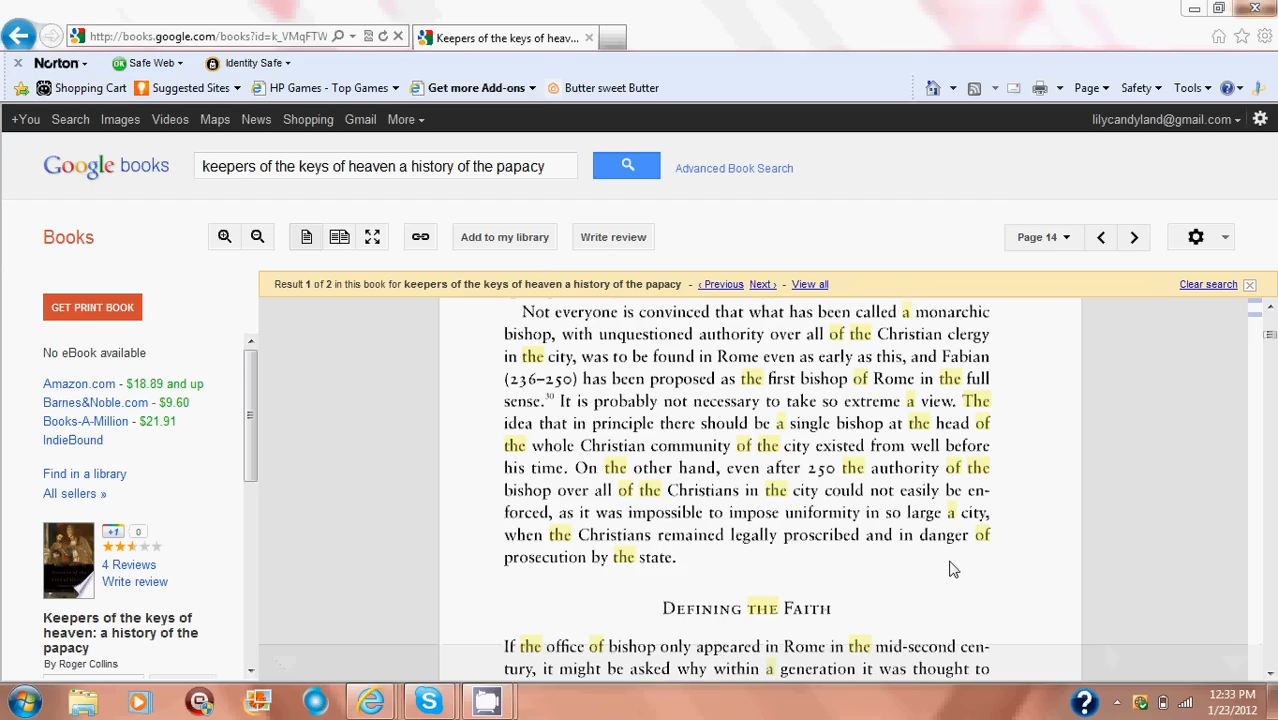 http://books.google.com/books?id=k_VMqFTW
Keepers of the keys of heav...
Norton
Safe Web
Identity Safe
Shopping Cart
Suggested Sites
HP Games - Top Games
Get more Add-ons
Butter sweet Butter
Page
Safety
Tools
+You Search Images Videos Maps News Shopping Gmail More
lilycandyland@gmail.com
Google books
keepers of the keys of heaven a history of the papacy
Advanced Book Search
Books
Add to my library
Write review
Page 14
Result 1 of 2 in this book for keepers of the keys of heaven a history of the papacy - ‹ Previous Next › - View all
Clear search
GET PRINT BOOK
No eBook available
Amazon.com - $18.89 and up
Barnes&Noble.com - $9.60
Books-A-Million - $21.91
IndieBound
Find in a library
All sellers »
+1 0
4 Reviews
Write review
Keepers of the keys of
heaven: a history of the
papacy
By Roger Collins
Not everyone is convinced that what has been called a monarchic
bishop, with unquestioned authority over all of the Christian clergy
in the city, was to be found in Rome even as early as this, and Fabian
(236–250) has been proposed as the first bishop of Rome in the full
sense.30 It is probably not necessary to take so extreme a view. The
idea that in principle there should be a single bishop at the head of
the whole Christian community of the city existed from well before
his time. On the other hand, even after 250 the authority of the
bishop over all of the Christians in the city could not easily be en-
forced, as it was impossible to impose uniformity in so large a city,
when the Christians remained legally proscribed and in danger of
prosecution by the state.
DEFINING THE FAITH
If the office of bishop only appeared in Rome in the mid-second cen-
tury, it might be asked why within a generation it was thought to
12:33 PM
1/23/2012